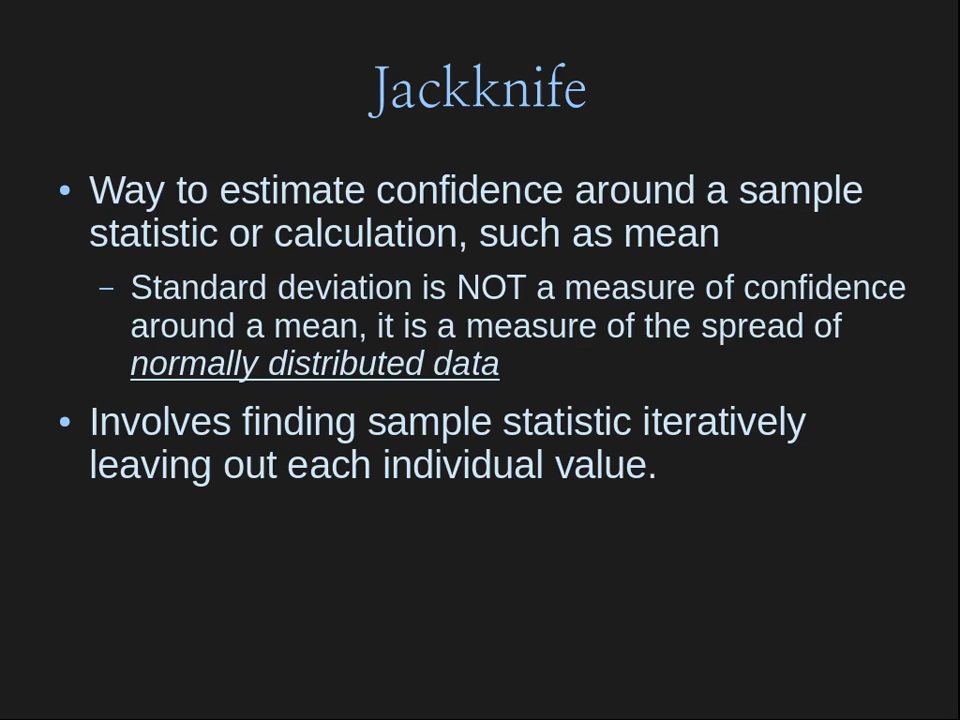 Jackknife
• Way to estimate confidence around a sample
statistic or calculation, such as mean
– Standard deviation is NOT a measure of confidence
around a mean, it is a measure of the spread of
normally distributed data
• Involves finding sample statistic iteratively
leaving out each individual value.